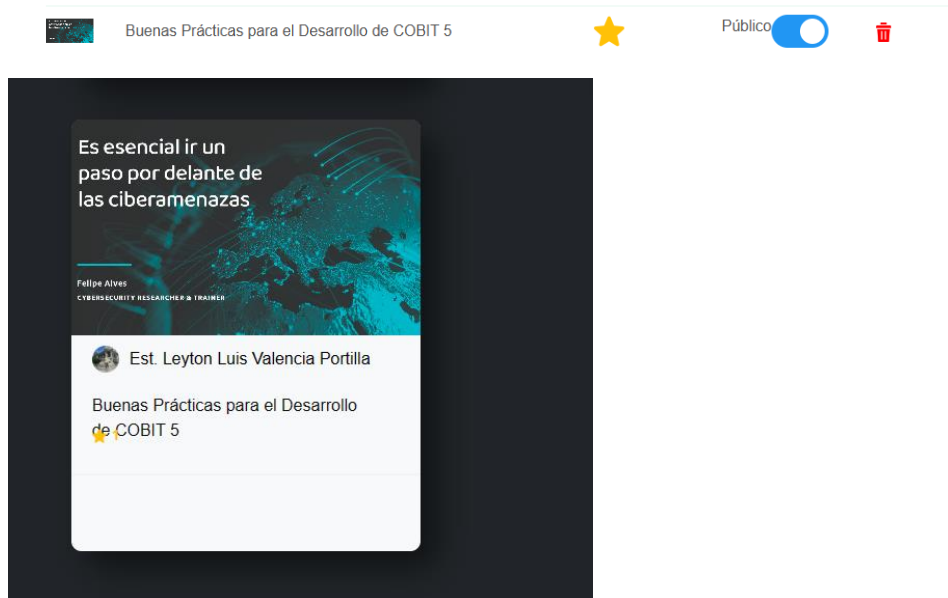 Buenas Prácticas para el Desarrollo de COBIT 5
Público
Es esencial ir un
paso por delante de
las ciberamenazas
Felipe Alves
CYBERSECURITY RESEARCHER & TRAINER
Est. Leyton Luis Valencia Portilla
Buenas Prácticas para el Desarrollo
de COBIT 5
1